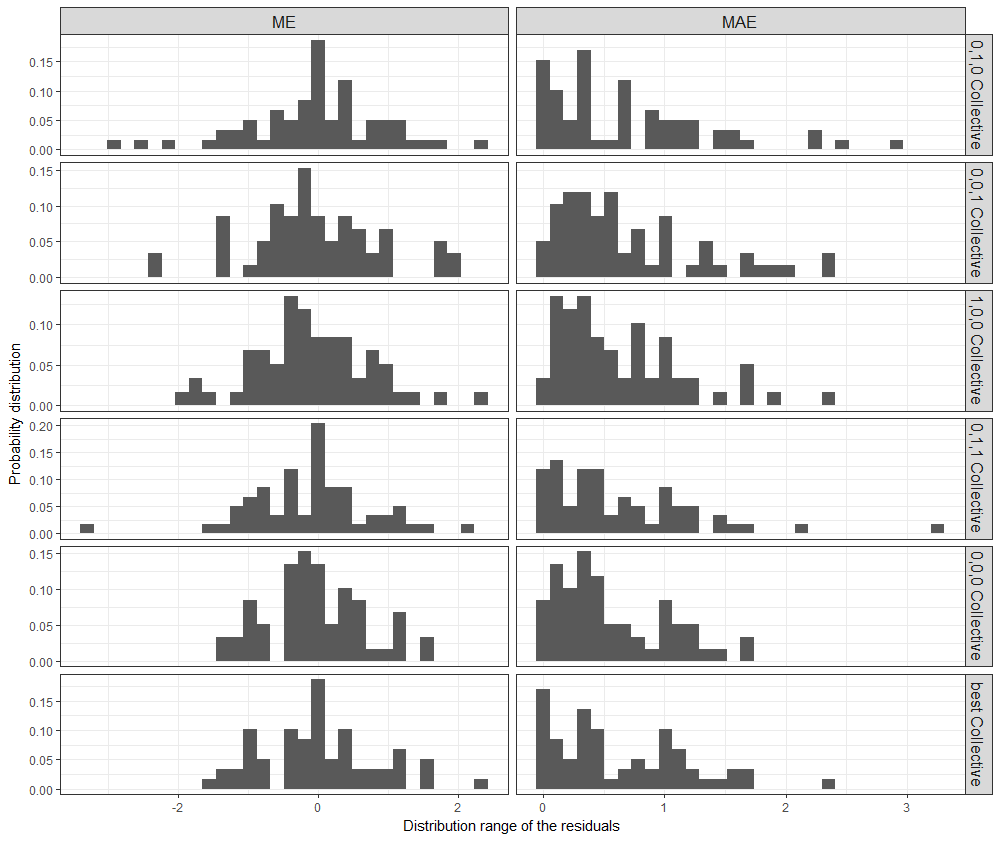 ME
MAE
0.15
0.10
0.05
0.00
0,1,0 Collective
0.15
0.10
0.05
0.00
0,0,1 Collective
0.10
0.05
0.00
1,0,0 Collective
0.20
0.15
0.10
0.05
0.00
0,1,1 Collective
0.15
0.10
0.05
0.00
0,0,0 Collective
0.15
0.10
0.05
0.00
best Collective
Probability distribution
-2 0 2
0 1 2 3
Distribution range of the residuals